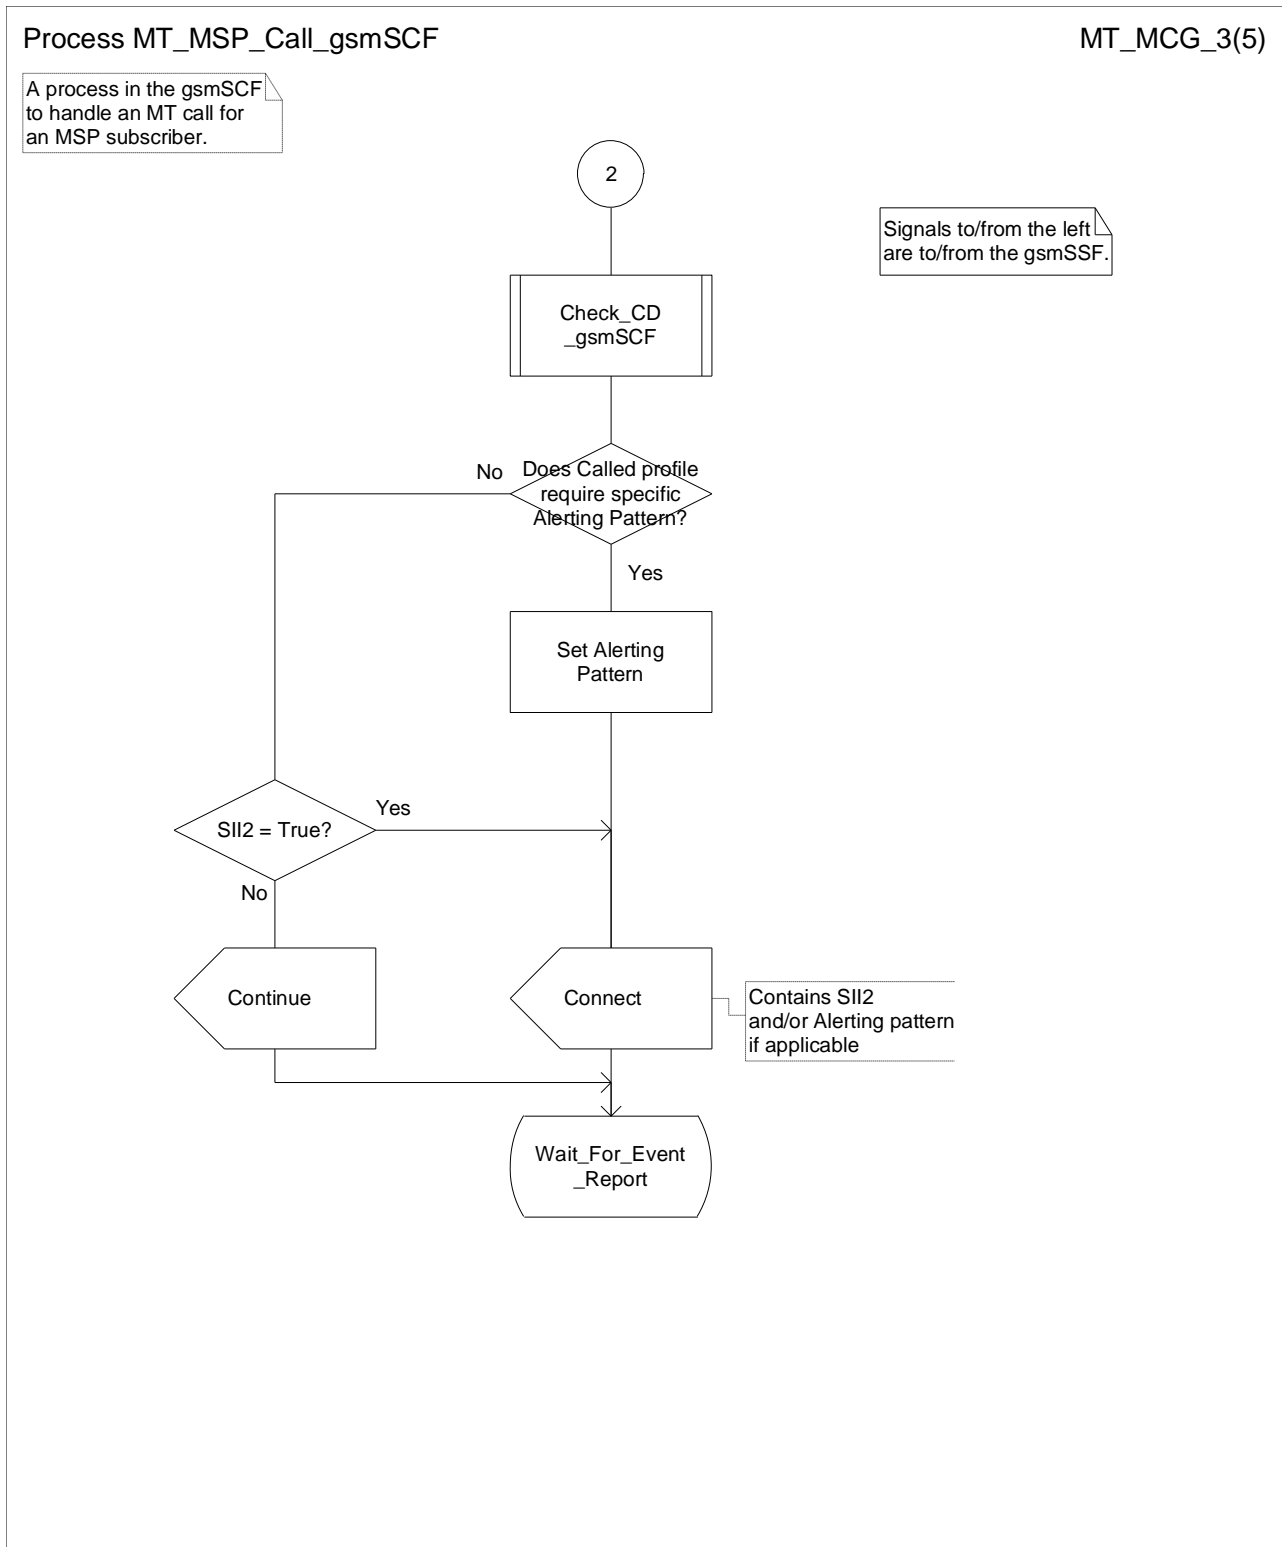 Process MT_MSP_Call_gsmSCF
MT_MCG_3(5)
A process in the gsmSCF
to handle an MT call for
an MSP subscriber.
2
Signals to/from the left
are to/from the gsmSSF.
Check_CD
_gsmSCF
No
Does Called profile
require specific
Alerting Pattern?
Yes
Set Alerting
Pattern
SII2 = True?
Yes
No
Continue
Connect
Contains SII2
and/or Alerting pattern
if applicable
Wait_For_Event
_Report